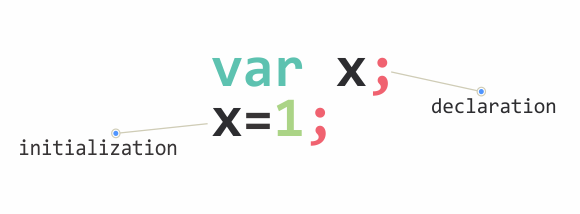 var x;
declaration
x=1;
initialization